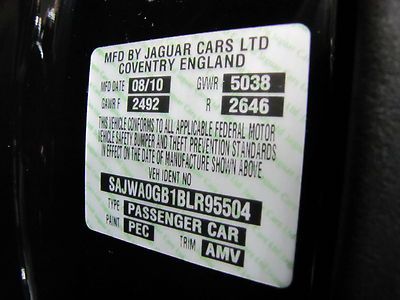 MFD BY JAGUAR CARS LTD
COVENTRY ENGLAND
MFD DATE 08/10 GVWR 5038
GAWR F 2492 R 2646
THIS VEHICLE CONFORMS TO ALL APPLICABLE FEDERAL MOTOR
VEHICLE SAFETY BUMPER AND THEFT PREVENTION STANDARDS
IN EFFECT ON THE DATE OF MANUFACTURE SHOWN ABOVE
VEH IDENT NO
SAJWA0GB1BLR95504
TYPE PASSENGER CAR
PAINT PEC TRIM AMV